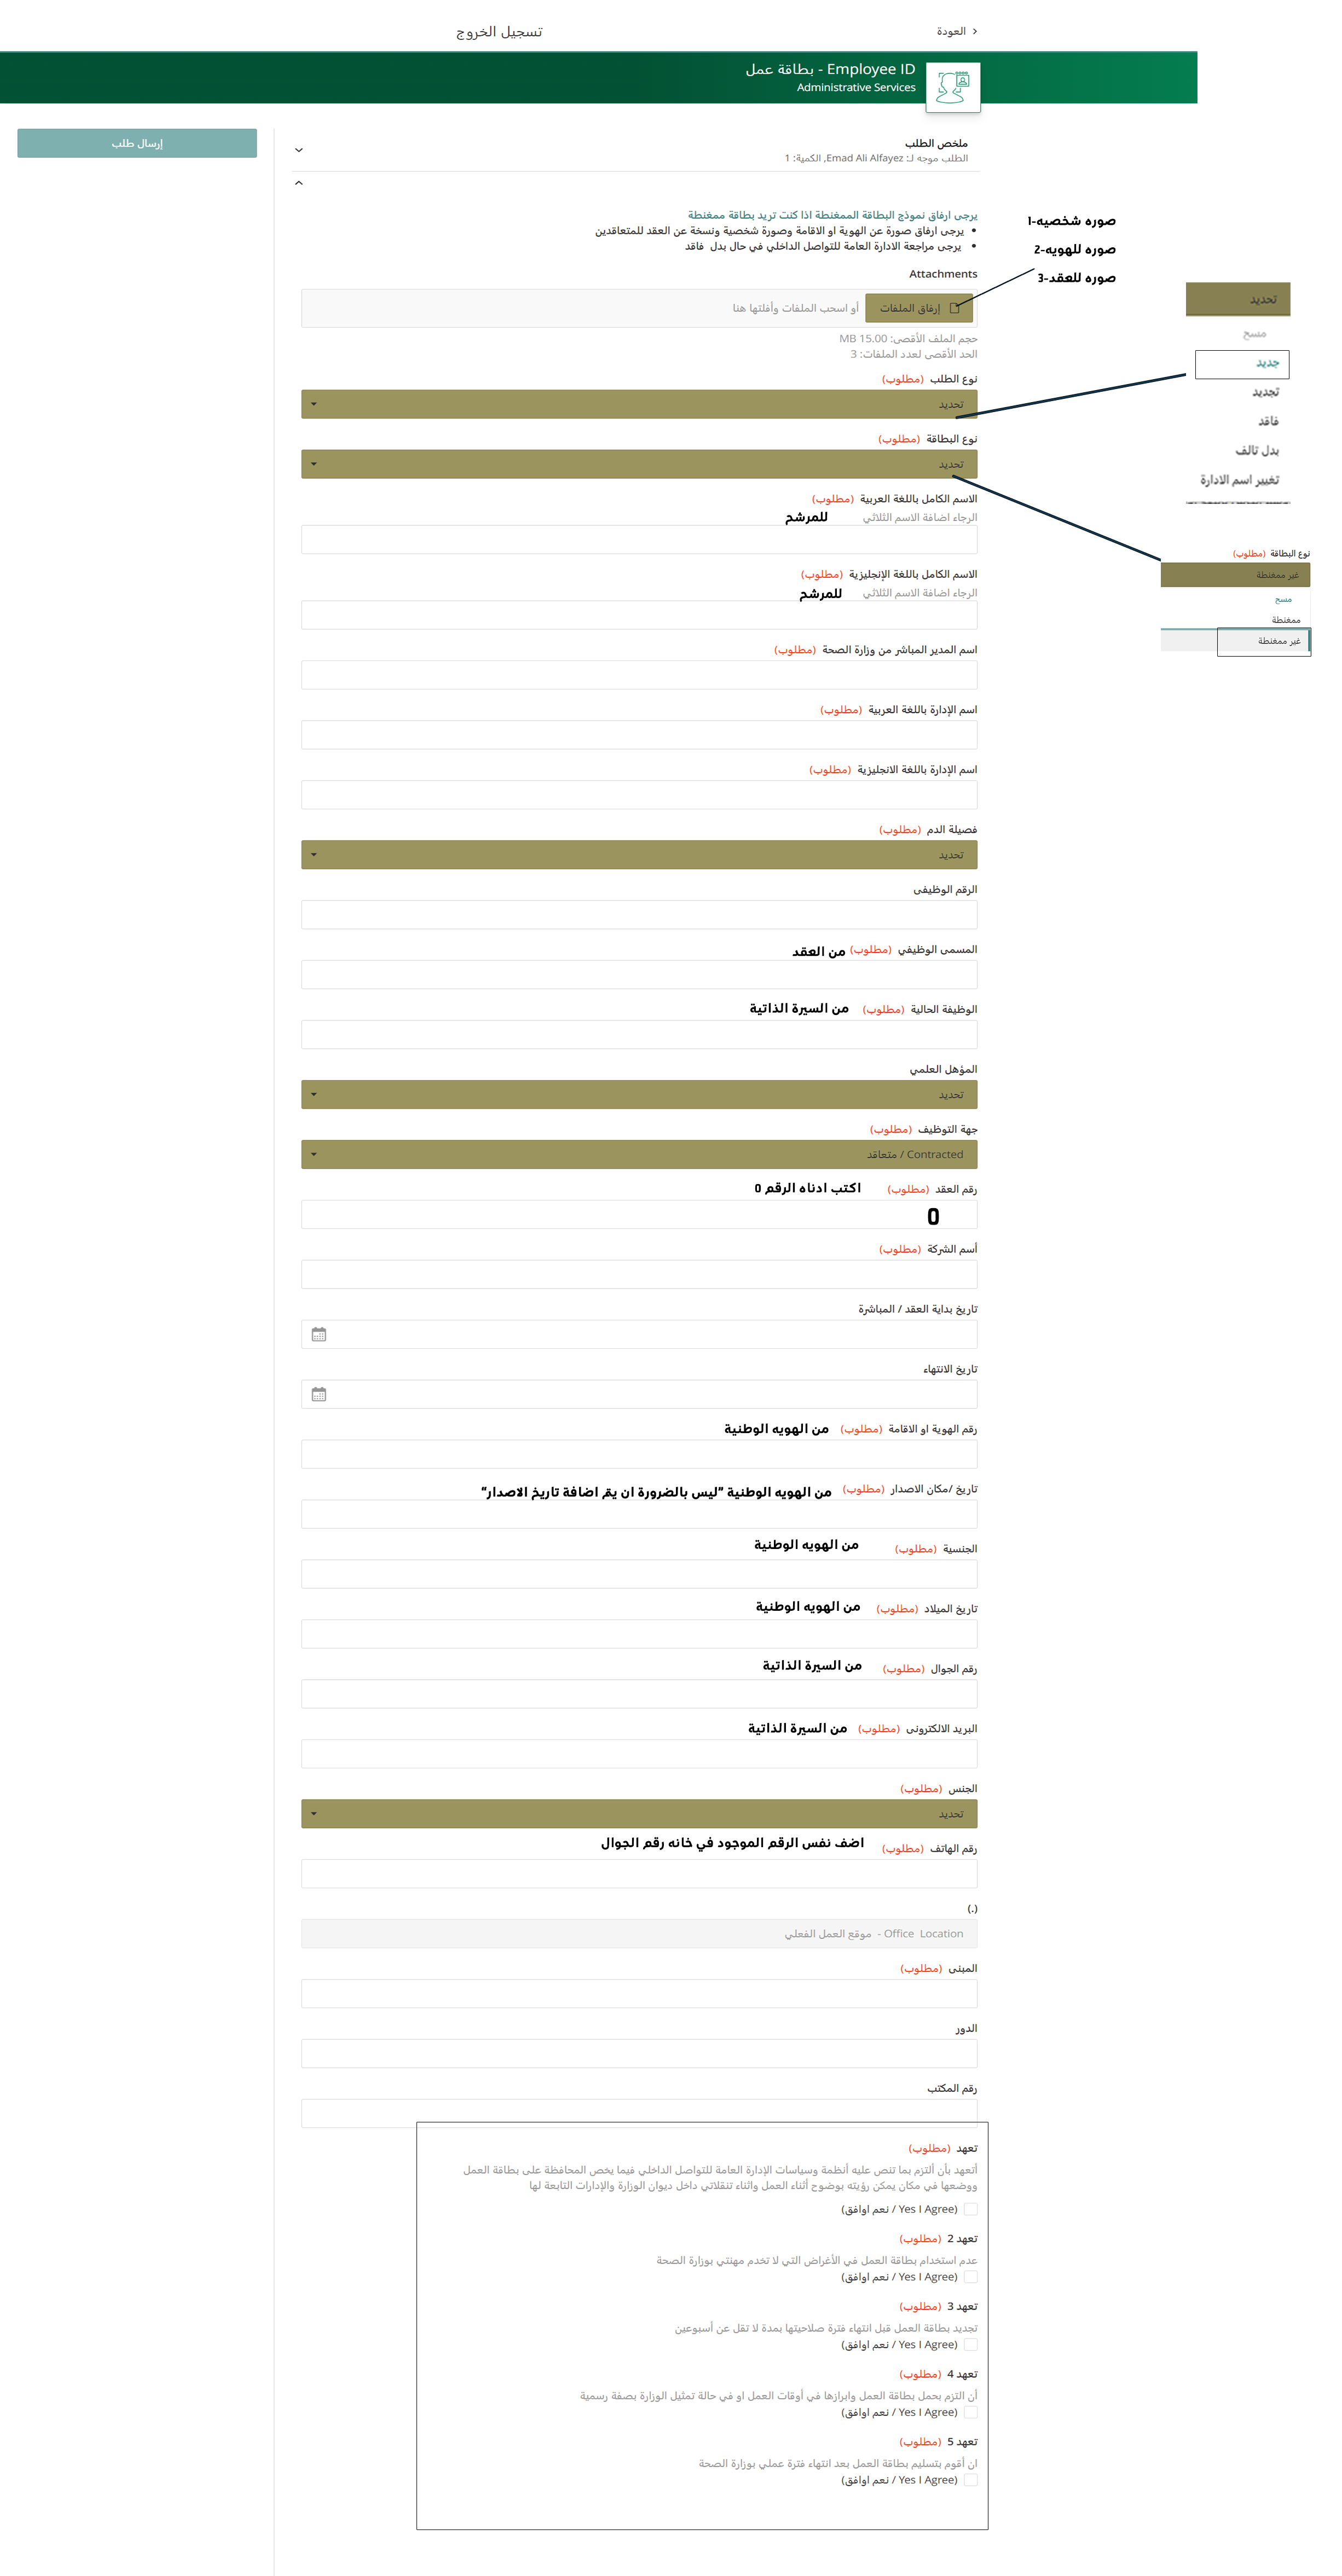 العودة
تسجيل الخروج
Employee ID - بطاقة عمل
Administrative Services
إرسال طلب
ملخص الطلب
الطلب موجه لـ: Emad Ali Alfayez, الكمية: 1
يرجى ارفاق نموذج البطاقة الممغنطة اذا كنت تريد بطاقة ممغنطة
• يرجى ارفاق صورة عن الهوية او الاقامة وصورة شخصية ونسخة عن العقد للمتعاقدين
• يرجى مراجعة الادارة العامة للتواصل الداخلي في حال بدل فاقد
1-صوره شخصيه
2-صوره للهويه
3-صوره للعقد
Attachments
إرفاق الملفات
أو اسحب الملفات وأفلتها هنا
حجم الملف الأقصى: 15.00 MB
الحد الأقصى لعدد الملفات: 3
نوع الطلب (مطلوب)
تحديد
تحديد
مسح
جديد
تجديد
فاقد
بدل تالف
تغيير اسم الادارة
نوع البطاقة (مطلوب)
تحديد
نوع البطاقة (مطلوب)
غير ممغنطة
مسح
ممغنطة
غير ممغنطة
الاسم الكامل باللغة العربية (مطلوب)
الرجاء اضافة الاسم الثلاثي للمرشح
الاسم الكامل باللغة الإنجليزية (مطلوب)
الرجاء اضافة الاسم الثلاثي للمرشح
اسم المدير المباشر من وزارة الصحة (مطلوب)
اسم الإدارة باللغة العربية (مطلوب)
اسم الإدارة باللغة الانجليزية (مطلوب)
فصيلة الدم (مطلوب)
تحديد
الرقم الوظيفي
المسمى الوظيفي (مطلوب) من العقد
الوظيفة الحالية (مطلوب) من السيرة الذاتية
المؤهل العلمي
تحديد
جهة التوظيف (مطلوب)
Contracted / متعاقد
رقم العقد (مطلوب) اكتب ادناه الرقم 0
0
أسم الشركة (مطلوب)
تاريخ بداية العقد / المباشرة
تاريخ الانتهاء
رقم الهوية او الاقامة (مطلوب) من الهويه الوطنية
تاريخ /مكان الاصدار (مطلوب) من الهويه الوطنية "ليس بالضرورة ان يتم اضافة تاريخ الاصدار"
الجنسية (مطلوب) من الهويه الوطنية
تاريخ الميلاد (مطلوب) من الهويه الوطنية
رقم الجوال (مطلوب) من السيرة الذاتية
البريد الالكتروني (مطلوب) من السيرة الذاتية
الجنس (مطلوب)
تحديد
رقم الهاتف (مطلوب) اضف نفس الرقم الموجود في خانه رقم الجوال
(.)
Office Location - موقع العمل الفعلي
المبنى (مطلوب)
الدور
رقم المكتب
تعهد (مطلوب)
أتعهد بأن ألتزم بما تنص عليه أنظمة وسياسات الإدارة العامة للتواصل الداخلي فيما يخص المحافظة على بطاقة العمل
ووضعها في مكان يمكن رؤيته بوضوح أثناء العمل واثناء تنقلاتي داخل ديوان الوزارة والإدارات التابعة لها
(Yes I Agree / نعم اوافق)
تعهد 2 (مطلوب)
عدم استخدام بطاقة العمل في الأغراض التي لا تخدم مهنتي بوزارة الصحة
(Yes I Agree / نعم اوافق)
تعهد 3 (مطلوب)
تجديد بطاقة العمل قبل انتهاء فترة صلاحيتها بمدة لا تقل عن أسبوعين
(Yes I Agree / نعم اوافق)
تعهد 4 (مطلوب)
أن التزم بحمل بطاقة العمل وابرازها في أوقات العمل او في حالة تمثيل الوزارة بصفة رسمية
(Yes I Agree / نعم اوافق)
تعهد 5 (مطلوب)
ان أقوم بتسليم بطاقة العمل بعد انتهاء فترة عملي بوزارة الصحة
(Yes I Agree / نعم اوافق)